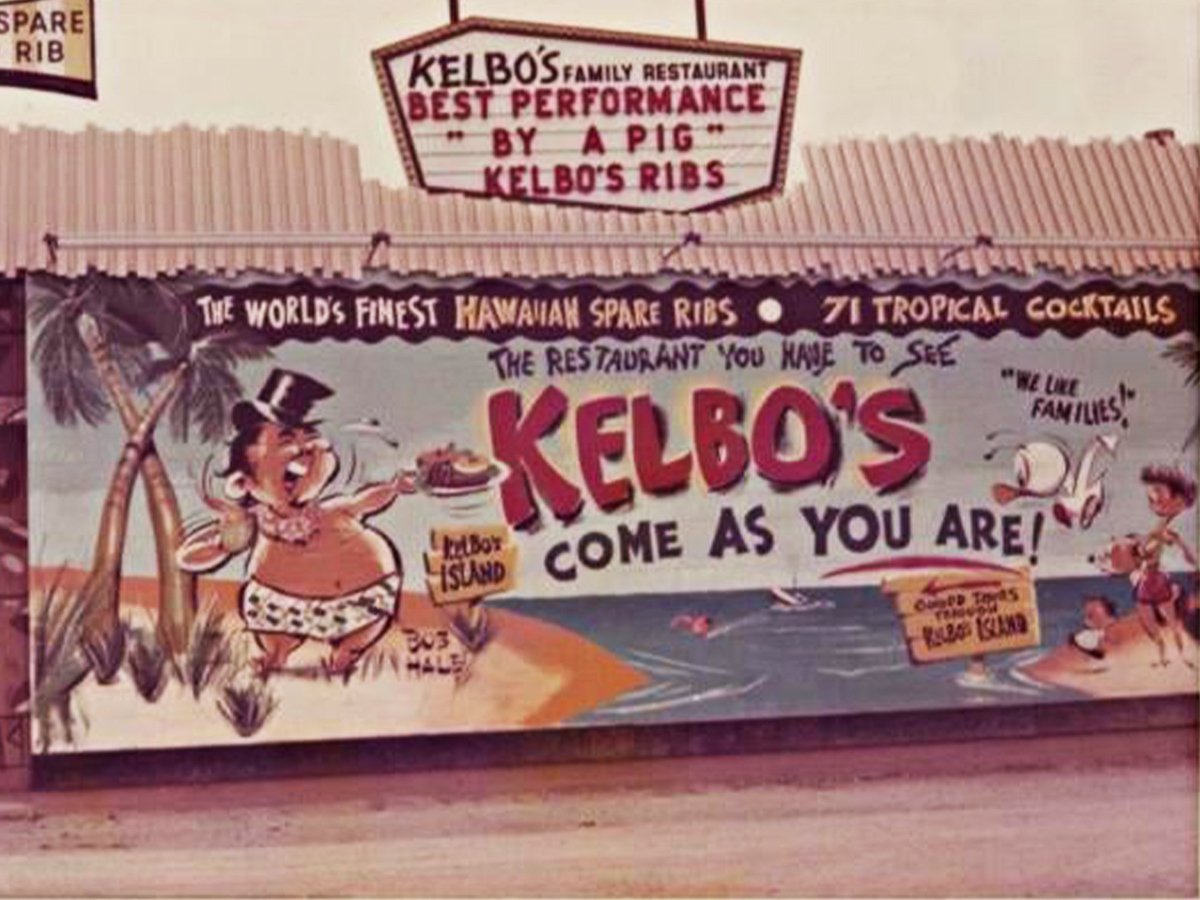 SPARE
RIB
KELBO'S FAMILY RESTAURANT
BEST PERFORMANCE
" BY A PIG "
KELBO'S RIBS
THE WORLD'S FINEST HAWAIIAN SPARE RIBS • 71 TROPICAL COCKTAILS
THE RESTAURANT YOU HAVE TO SEE
KELBO'S
COME AS YOU ARE!
"WE LIKE
FAMILIES!"
KELBO'S
ISLAND
BOB
HALE
TOURS
THROUGH
KELBO'S ISLAND